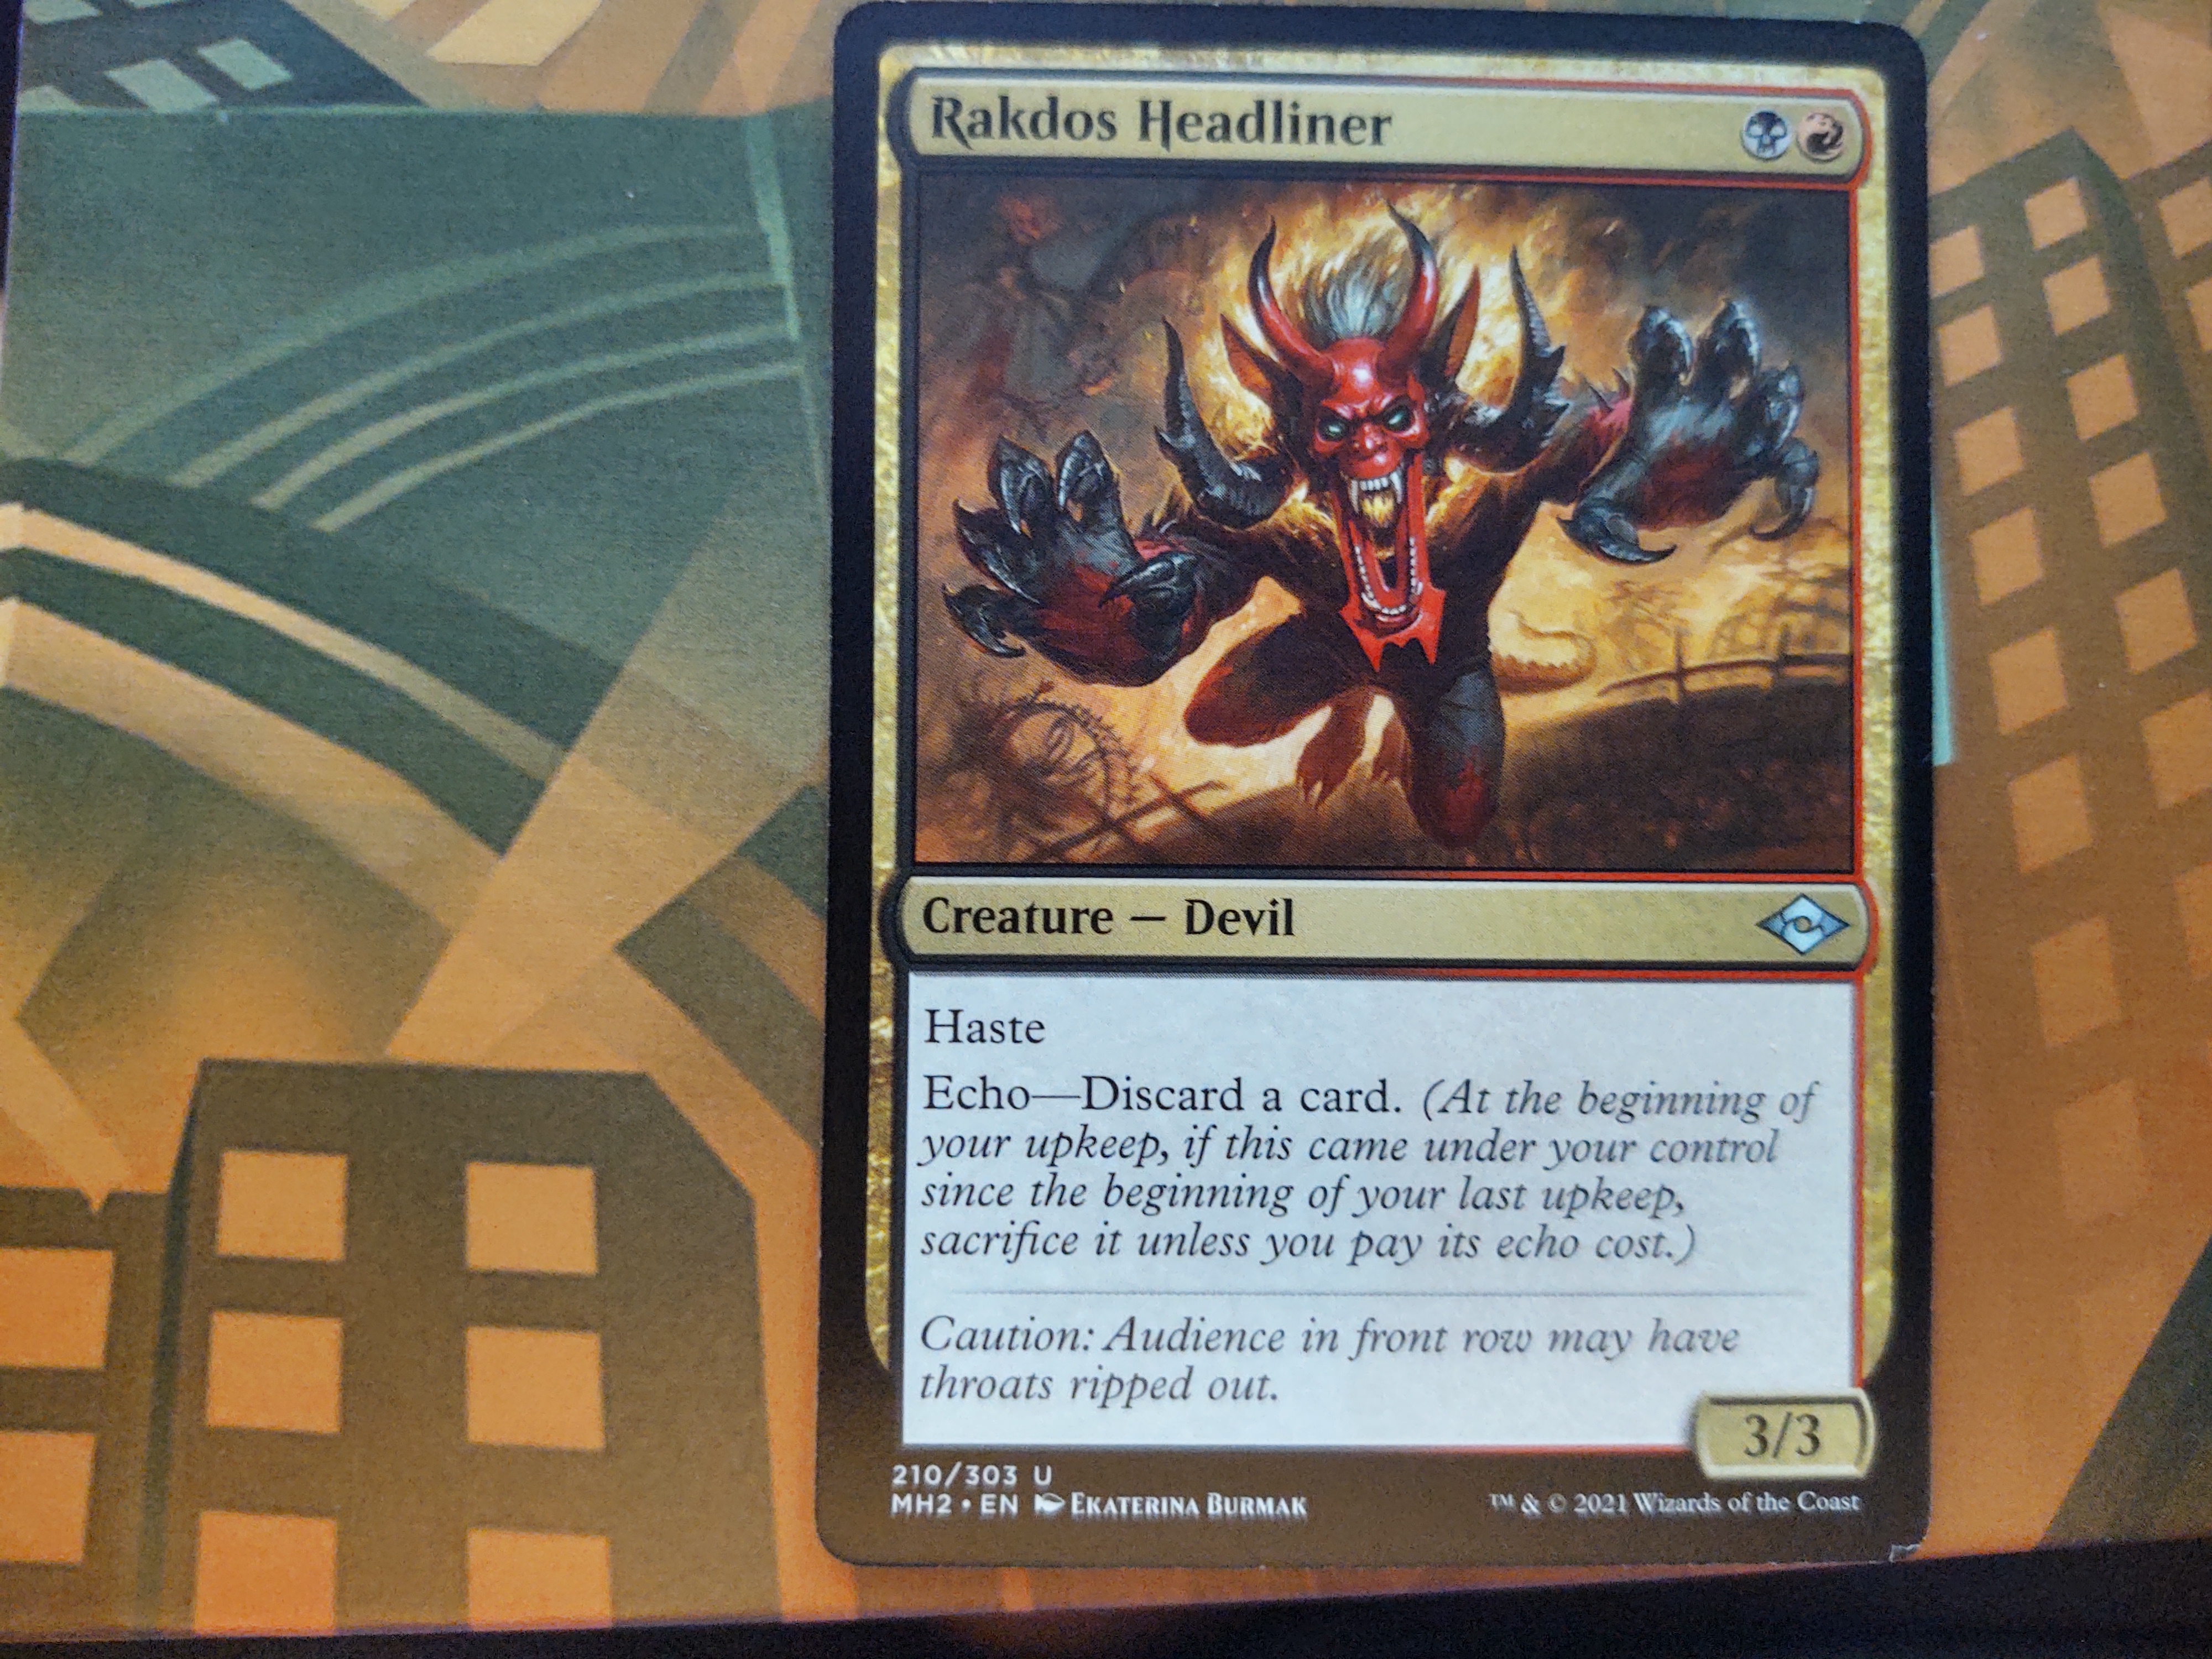 Rakdos Headliner
Creature — Devil
Haste
Echo—Discard a card. (At the beginning of
your upkeep, if this came under your control
since the beginning of your last upkeep,
sacrifice it unless you pay its echo cost.)
Caution: Audience in front row may have
throats ripped out.
3/3
210/303 U
MH2 • EN Ekaterina Burmak
™ & © 2021 Wizards of the Coast